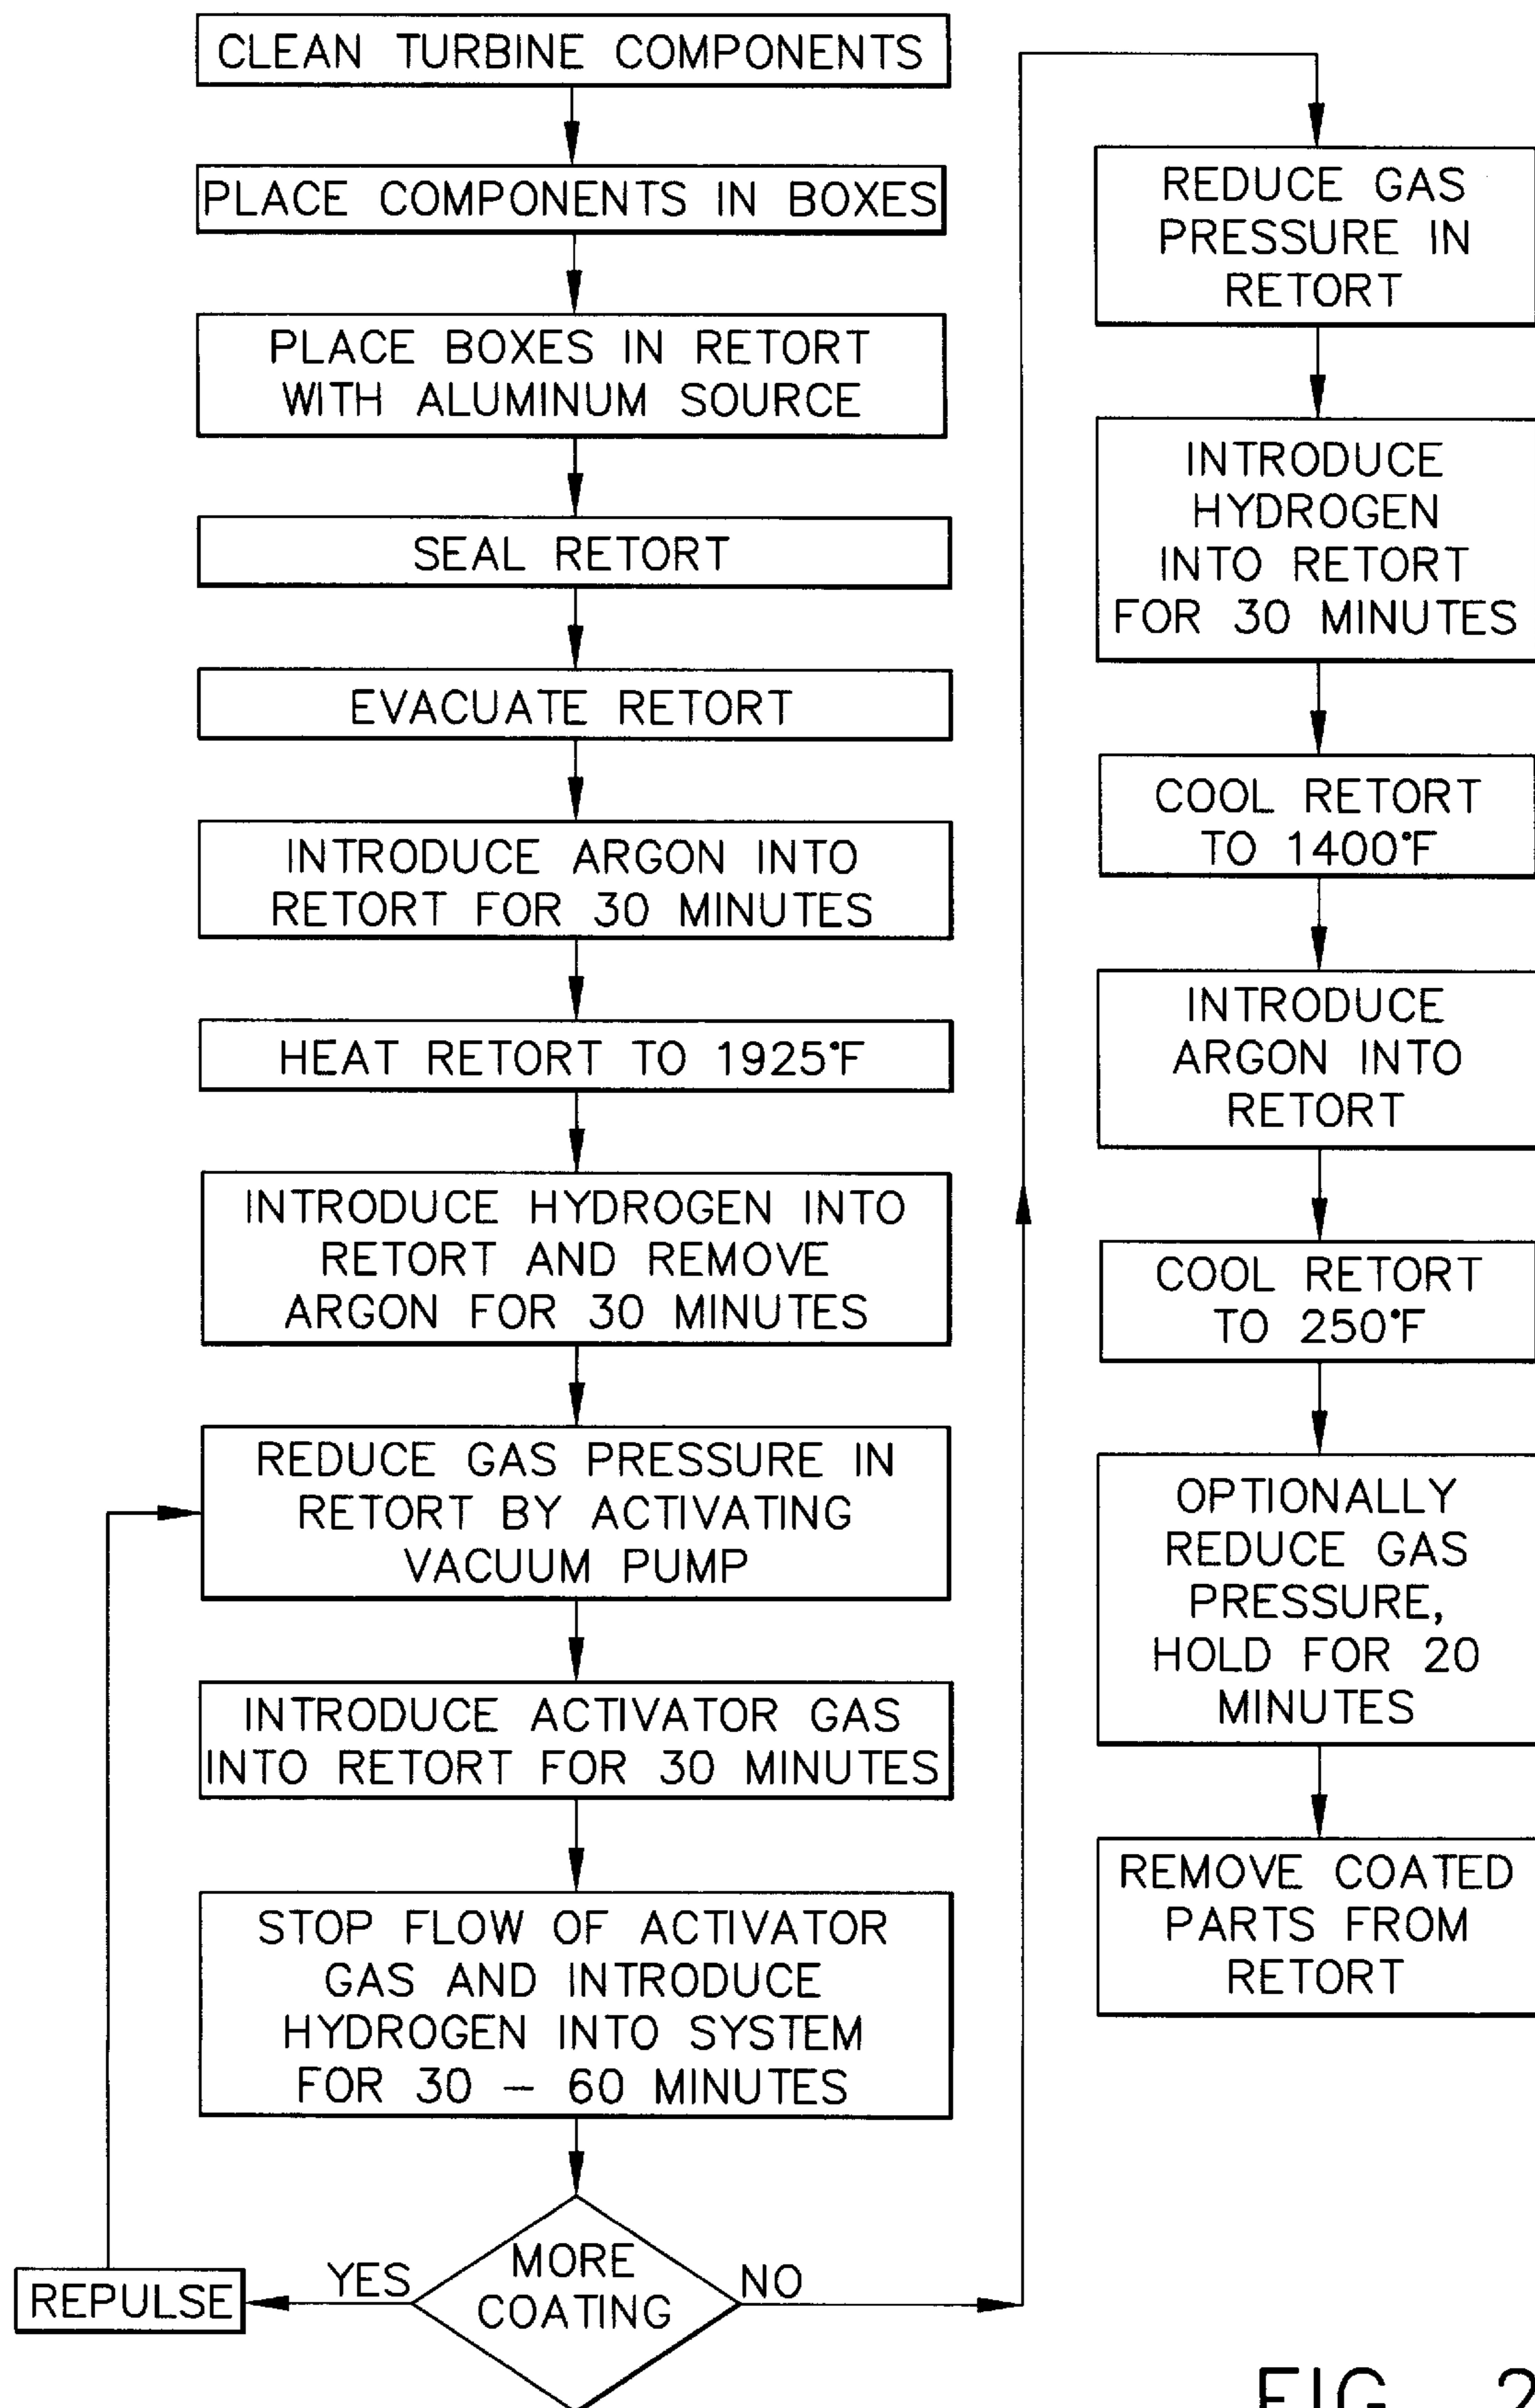 CLEAN TURBINE COMPONENTS
PLACE COMPONENTS IN BOXES
PLACE BOXES IN RETORT
WITH ALUMINUM SOURCE
SEAL RETORT
EVACUATE RETORT
INTRODUCE ARGON INTO
RETORT FOR 30 MINUTES
HEAT RETORT TO 1925°F
INTRODUCE HYDROGEN INTO
RETORT AND REMOVE
ARGON FOR 30 MINUTES
REDUCE GAS PRESSURE IN
RETORT BY ACTIVATING
VACUUM PUMP
INTRODUCE ACTIVATOR GAS
INTO RETORT FOR 30 MINUTES
STOP FLOW OF ACTIVATOR
GAS AND INTRODUCE
HYDROGEN INTO SYSTEM
FOR 30 – 60 MINUTES
MORE
COATING
YES
NO
REPULSE
REDUCE GAS
PRESSURE IN
RETORT
INTRODUCE
HYDROGEN
INTO RETORT
FOR 30 MINUTES
COOL RETORT
TO 1400°F
INTRODUCE
ARGON INTO
RETORT
COOL RETORT
TO 250°F
OPTIONALLY
REDUCE GAS
PRESSURE,
HOLD FOR 20
MINUTES
REMOVE COATED
PARTS FROM
RETORT
FIG. 2